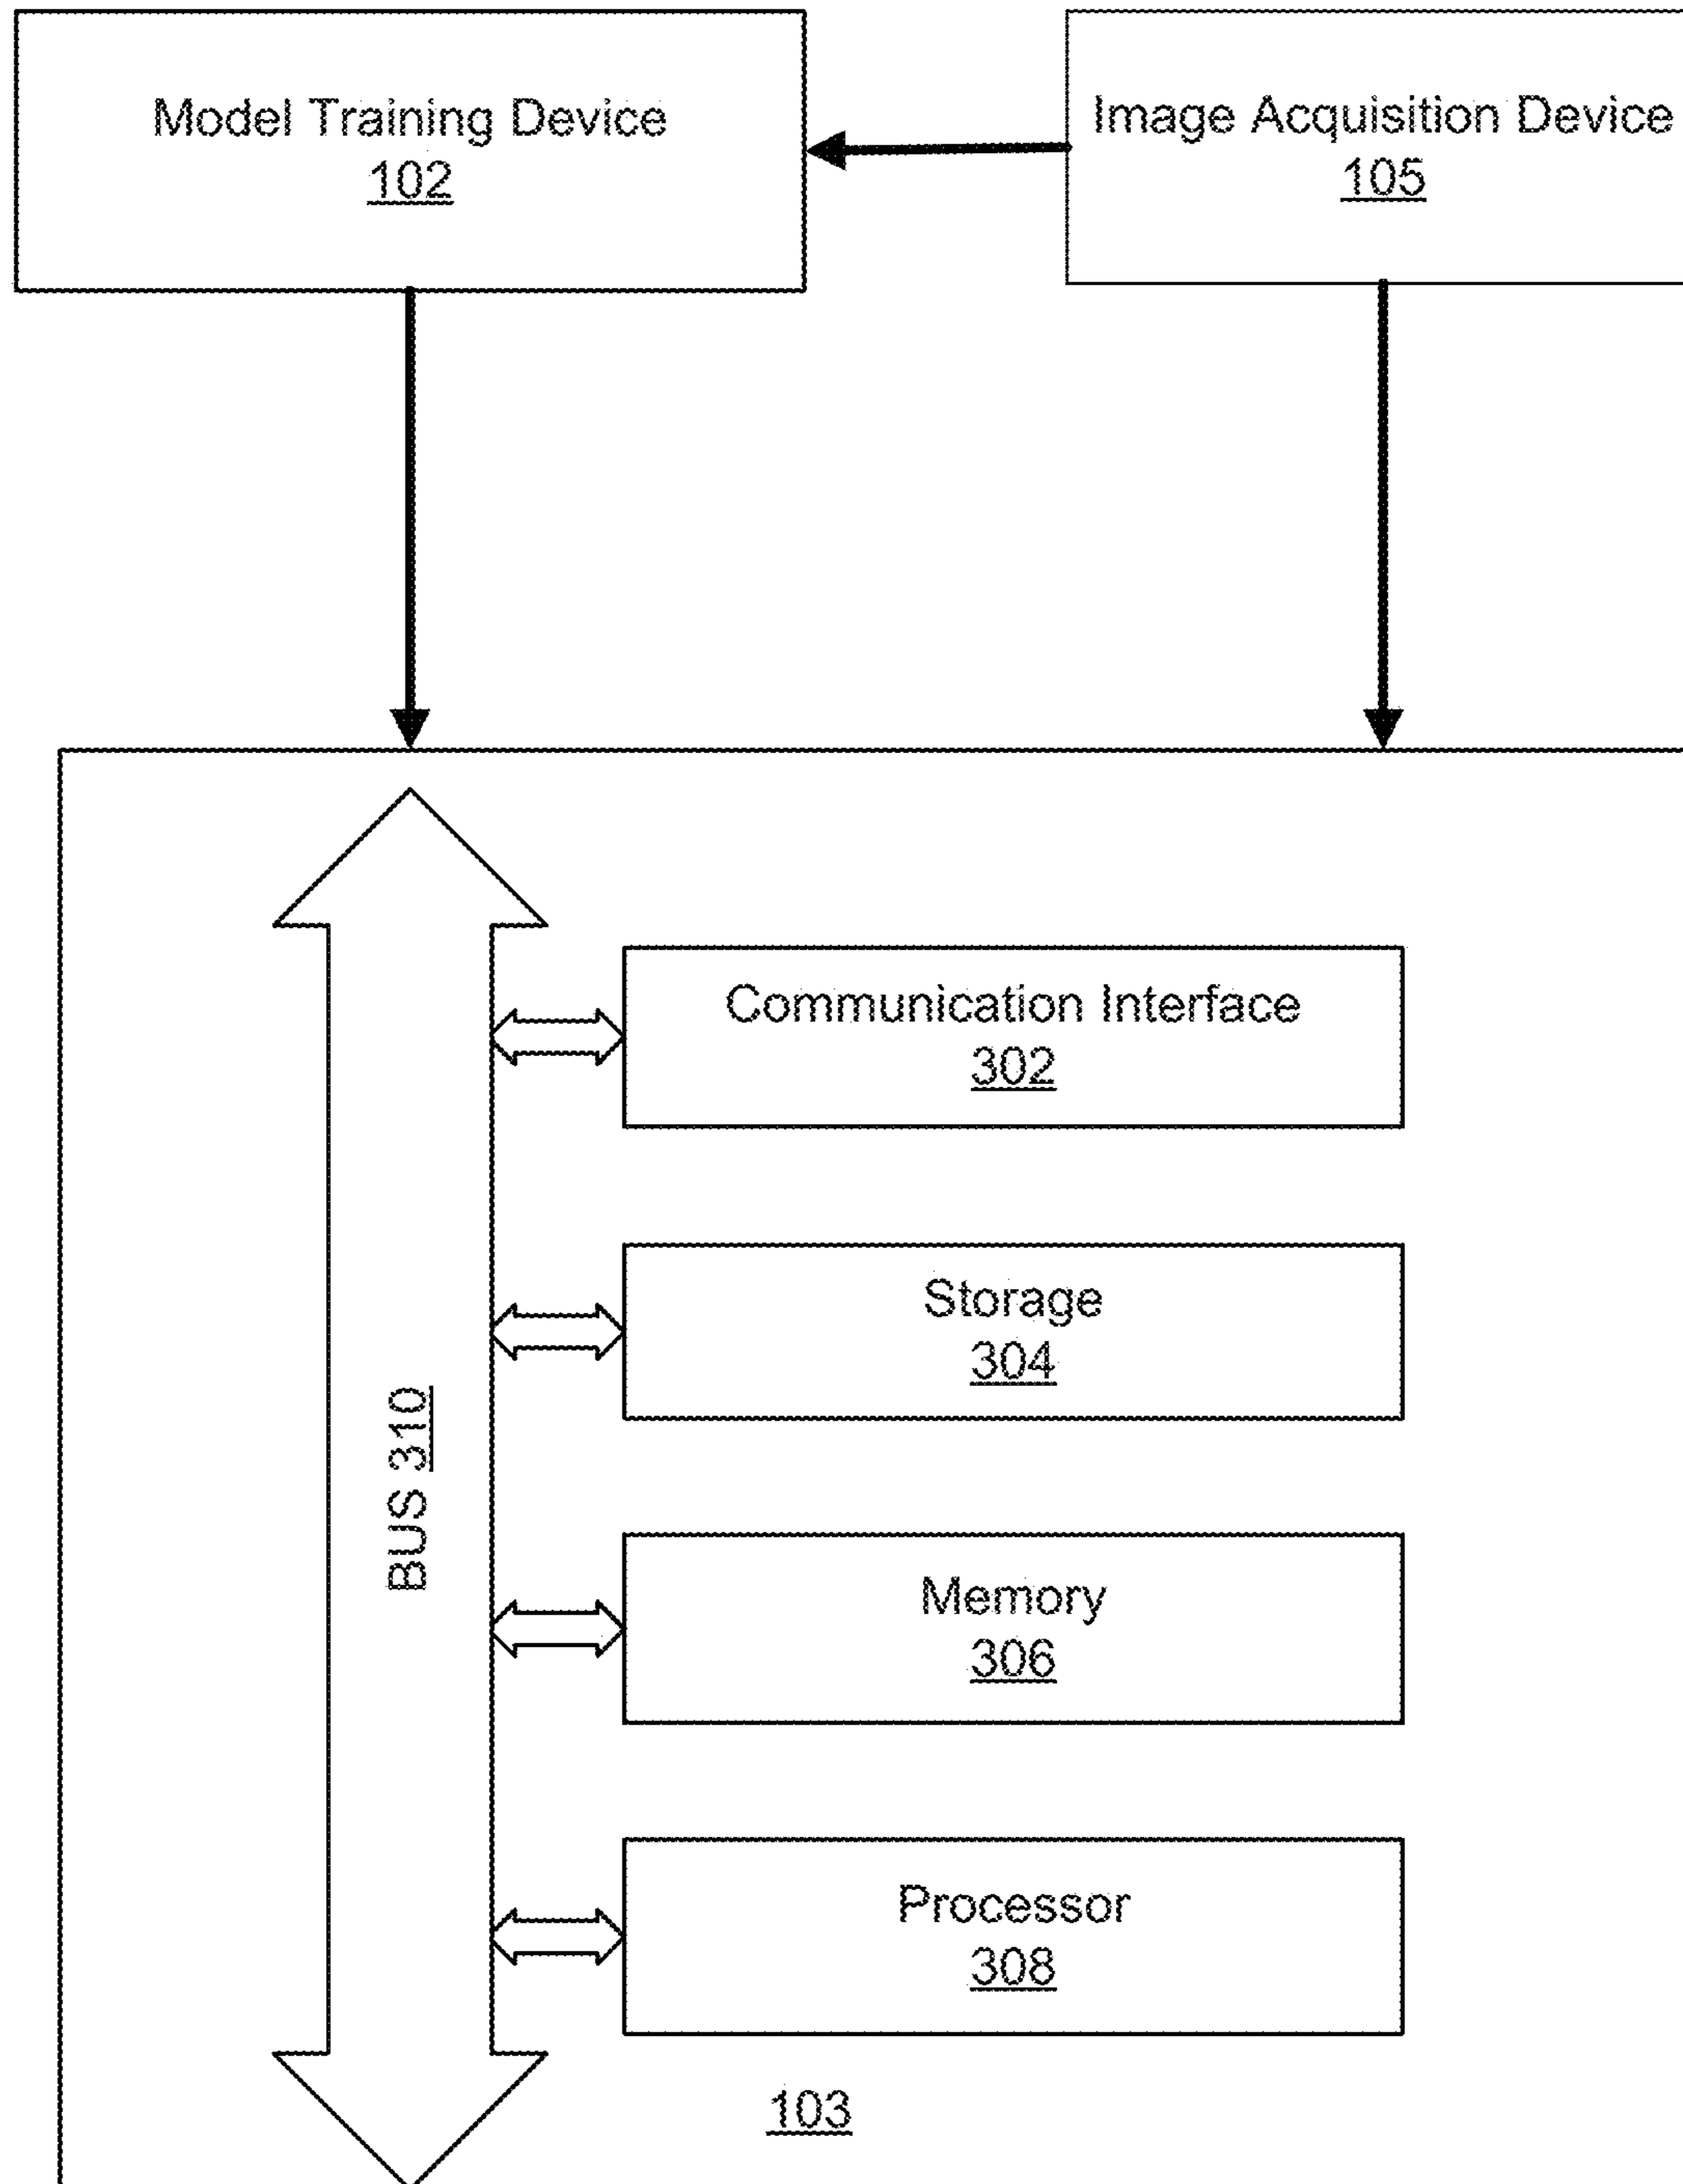 Model Training Device
102
Image Acquisition Device
105
Communication Interface
302
Storage
304
BUS 310
Memory
306
Processor
308
103